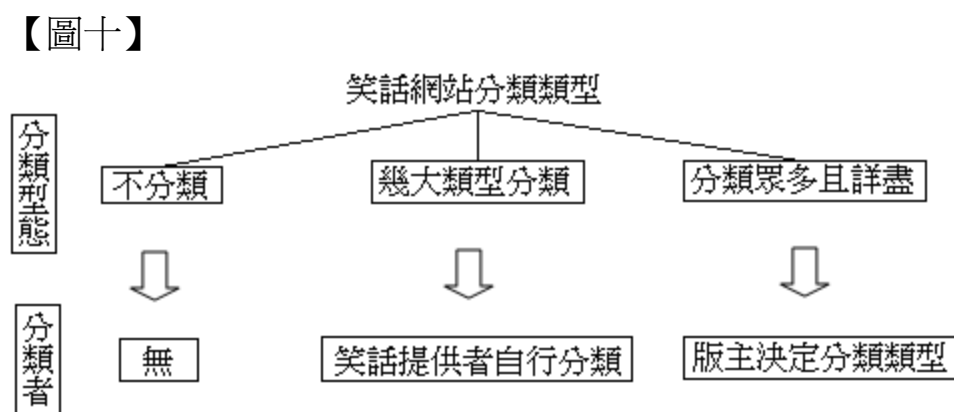 【圖十】
笑話網站分類類型
分類型態
不分類
幾大類型分類
分類眾多且詳盡
分類者
無
笑話提供者自行分類
版主決定分類類型